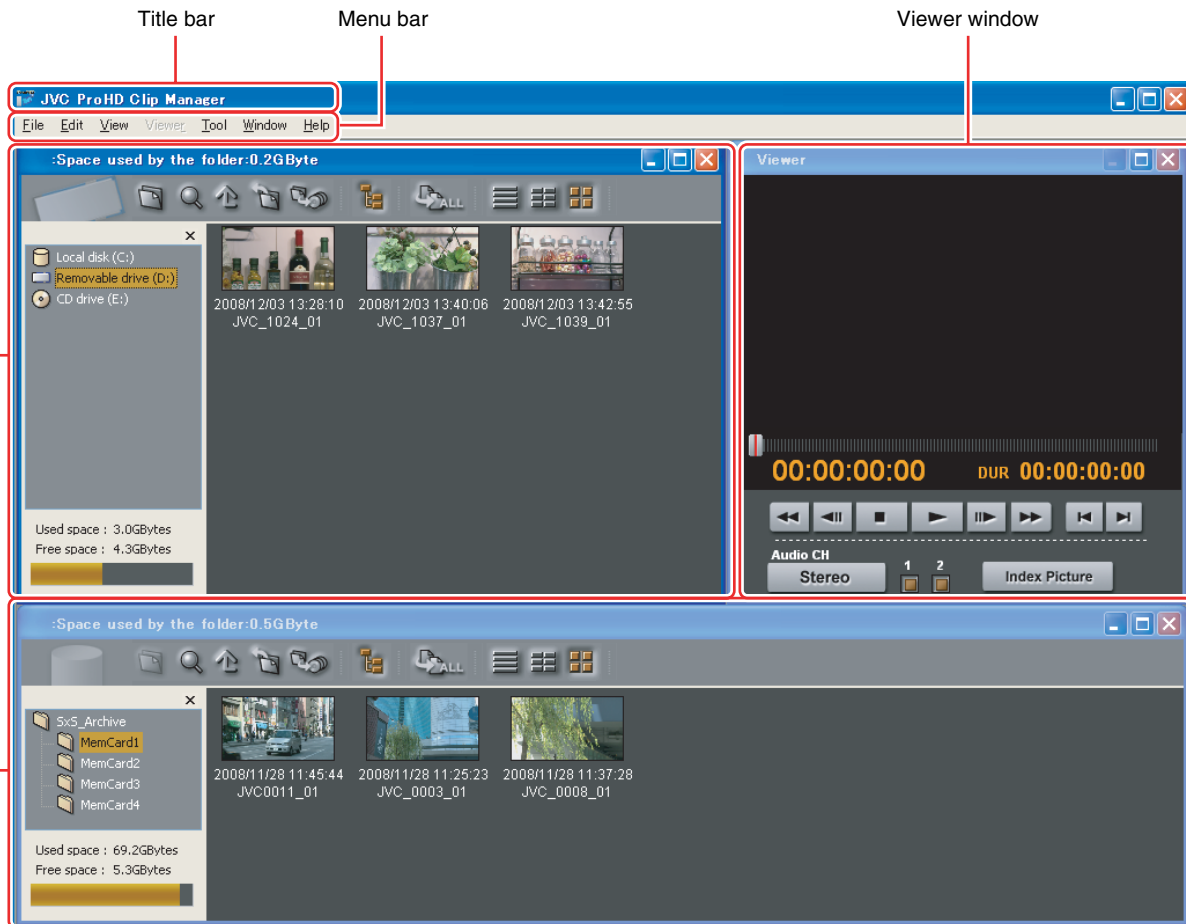 Title bar
Menu bar
Viewer window
JVC ProHD Clip Manager
File Edit View Viewer Tool Window Help
:Space used by the folder:0.2GByte
Viewer
ALL
Local disk (C:)
Removable drive (D:)
CD drive (E:)
2008/12/03 13:28:10
JVC_1024_01
2008/12/03 13:40:06
JVC_1037_01
2008/12/03 13:42:55
JVC_1039_01
Used space : 3.0GBytes
Free space : 4.3GBytes
00:00:00:00
DUR 00:00:00:00
Audio CH
Stereo
1 2
Index Picture
:Space used by the folder:0.5GByte
ALL
SxS_Archive
MemCard1
MemCard2
MemCard3
MemCard4
2008/11/28 11:45:44
JVC0011_01
2008/11/28 11:25:23
JVC_0003_01
2008/11/28 11:37:28
JVC_0008_01
Used space : 69.2GBytes
Free space : 5.3GBytes